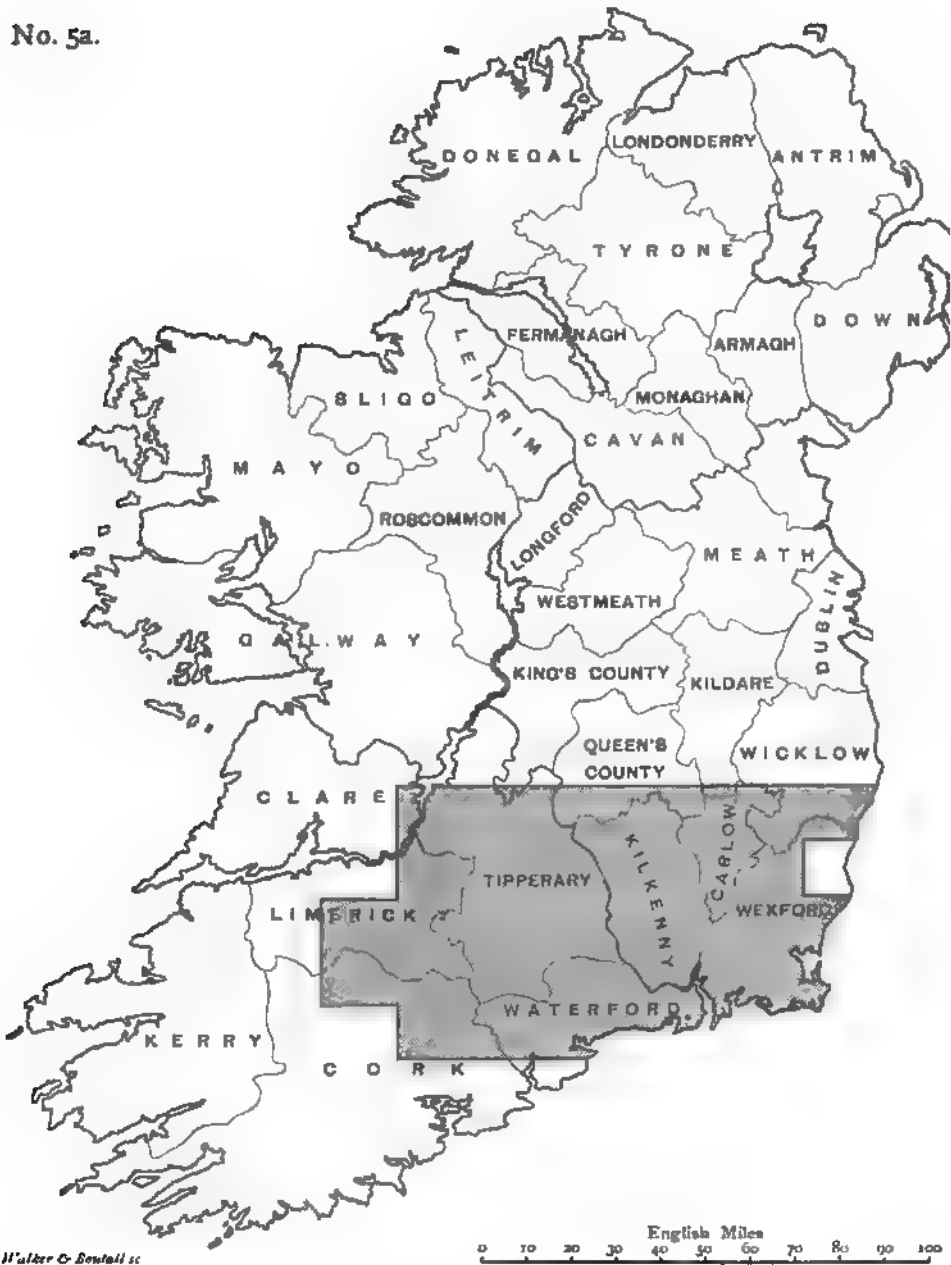 No. 5a.
DONEGAL
LONDONDERRY
ANTRIM
TYRONE
DOWN
FERMANAGH
ARMAGH
LEITRIM
MONAGHAN
SLIGO
CAVAN
MAYO
ROSCOMMON
LONGFORD
MEATH
WESTMEATH
DUBLIN
GALWAY
KING'S COUNTY
KILDARE
QUEEN'S
COUNTY
WICKLOW
CLARE
CARLOW
KILKENNY
TIPPERARY
LIMERICK
WEXFORD
WATERFORD
KERRY
CORK
English Miles
0 10 20 30 40 50 60 70 80 90 100
Walker & Boutall sc